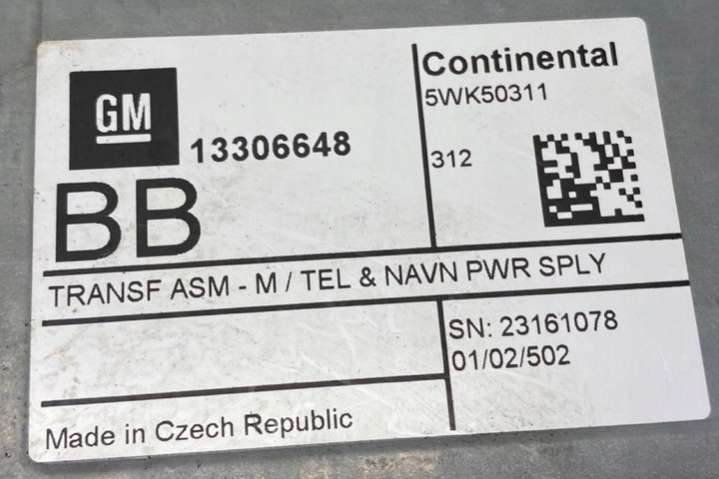 GM
13306648
BB
Continental
5WK50311
312
TRANSF ASM - M / TEL & NAVN PWR SPLY
SN: 23161078
01/02/502
Made in Czech Republic